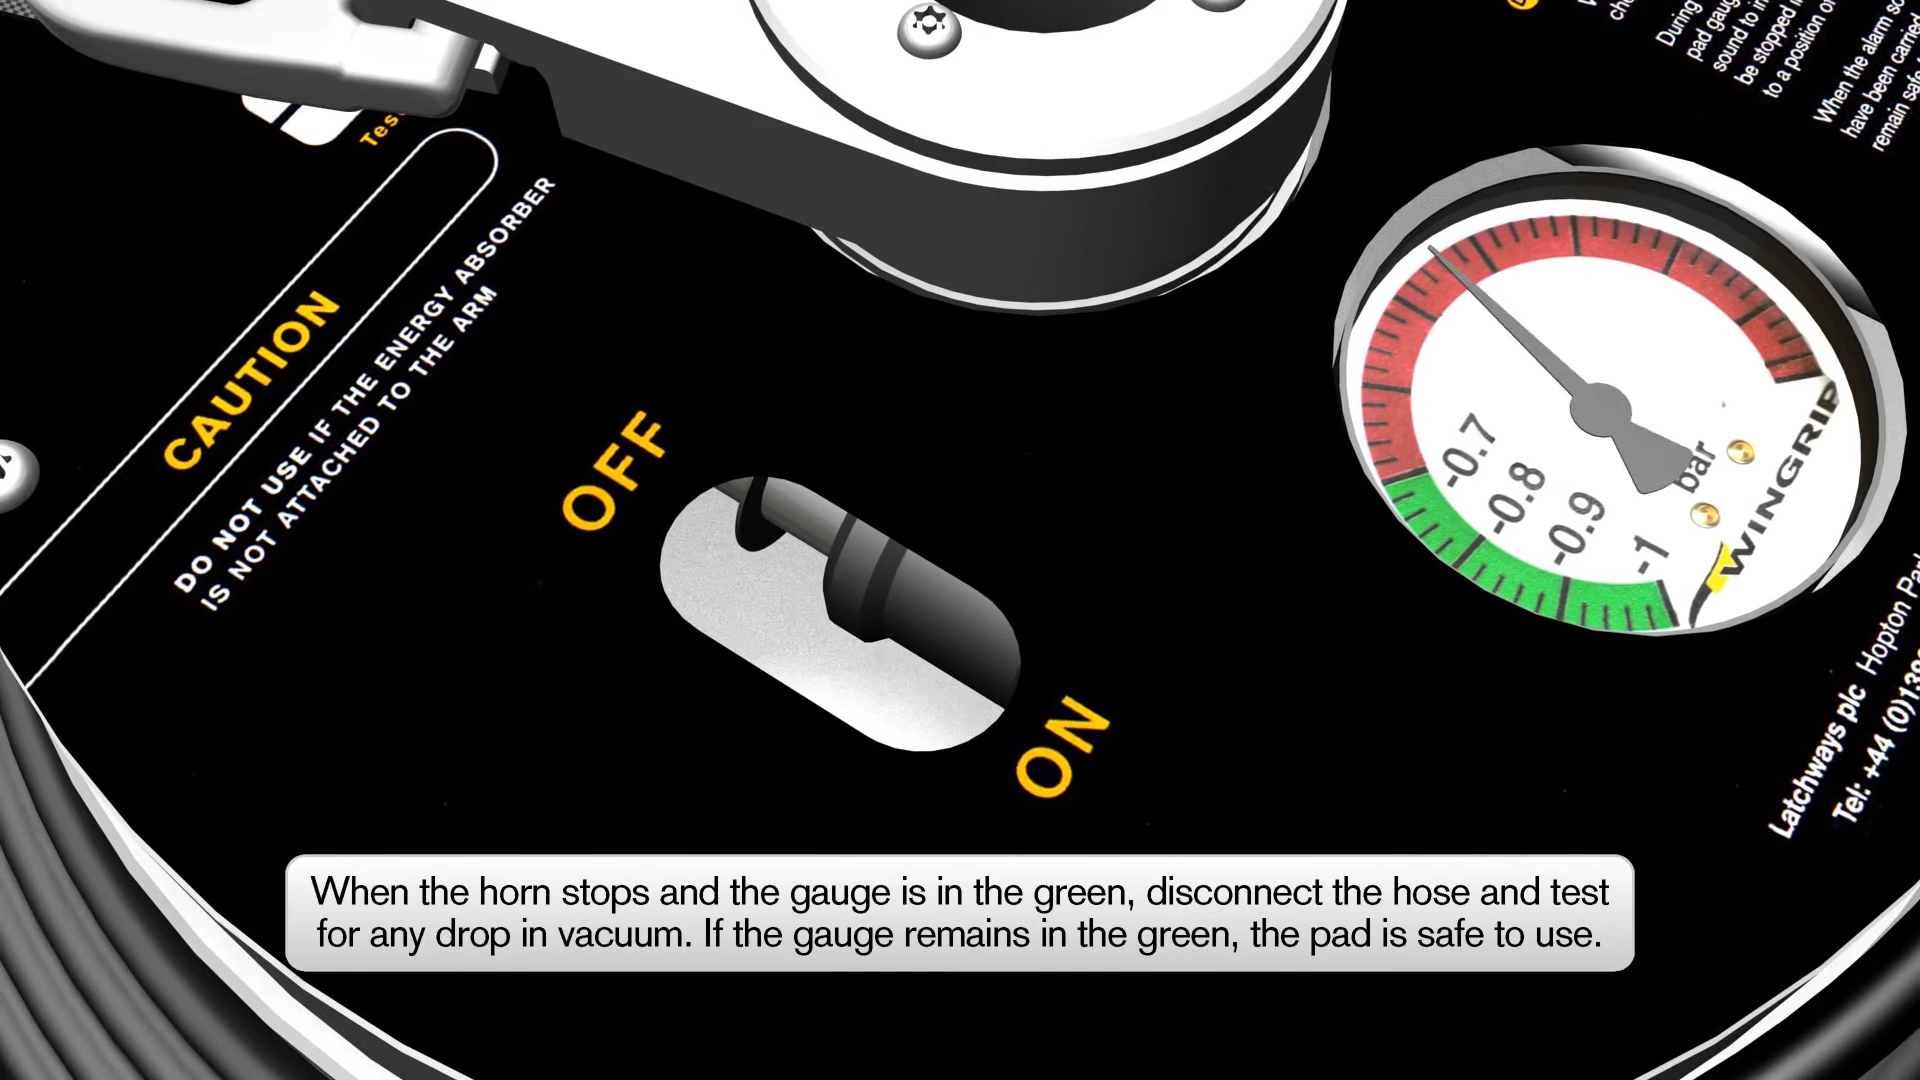 Tes
CAUTION
DO NOT USE IF THE ENERGY ABSORBER
IS NOT ATTACHED TO THE ARM
OFF
ON
During
pad gaug
sound to in
be stopped
to a position
When the alarm
have been carried
remain safe
-0.7
-0.8
-0.9
-1
bar
WINGRIP
Latchways plc Hopton Par
Tel: +44 (0)13
When the horn stops and the gauge is in the green, disconnect the hose and test
for any drop in vacuum. If the gauge remains in the green, the pad is safe to use.